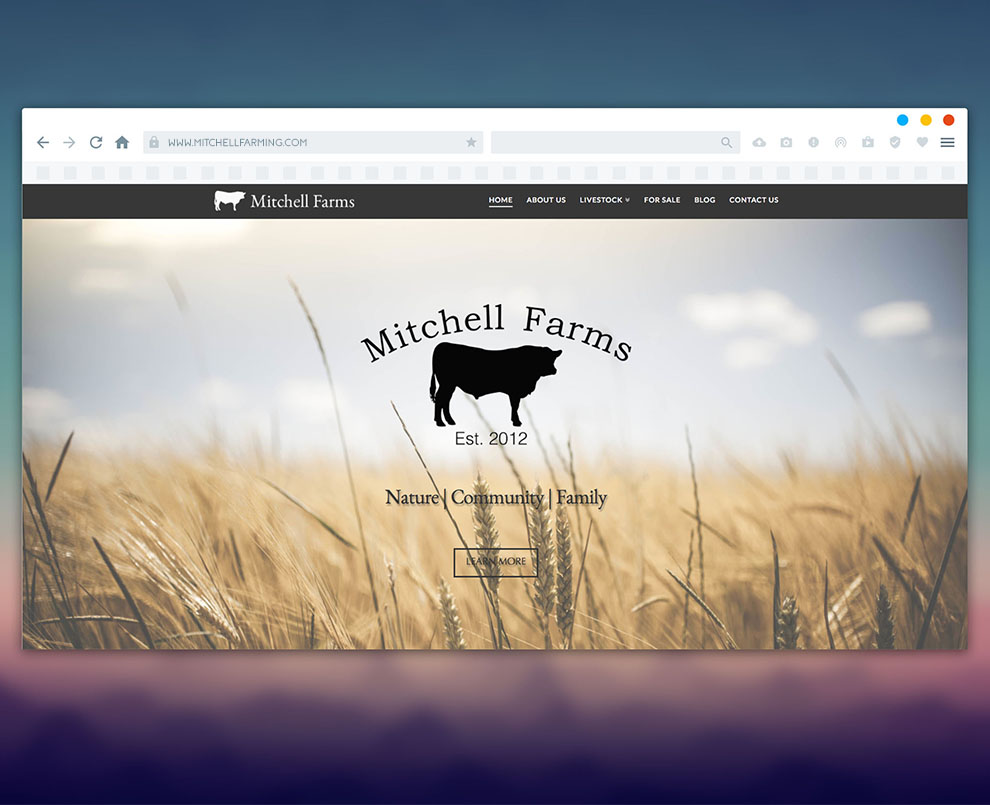 WWW.MITCHELLFARMING.COM
Mitchell Farms
HOME ABOUT US LIVESTOCK FOR SALE BLOG CONTACT US
Mitchell Farms
Est. 2012
Nature | Community | Family
LEARN MORE